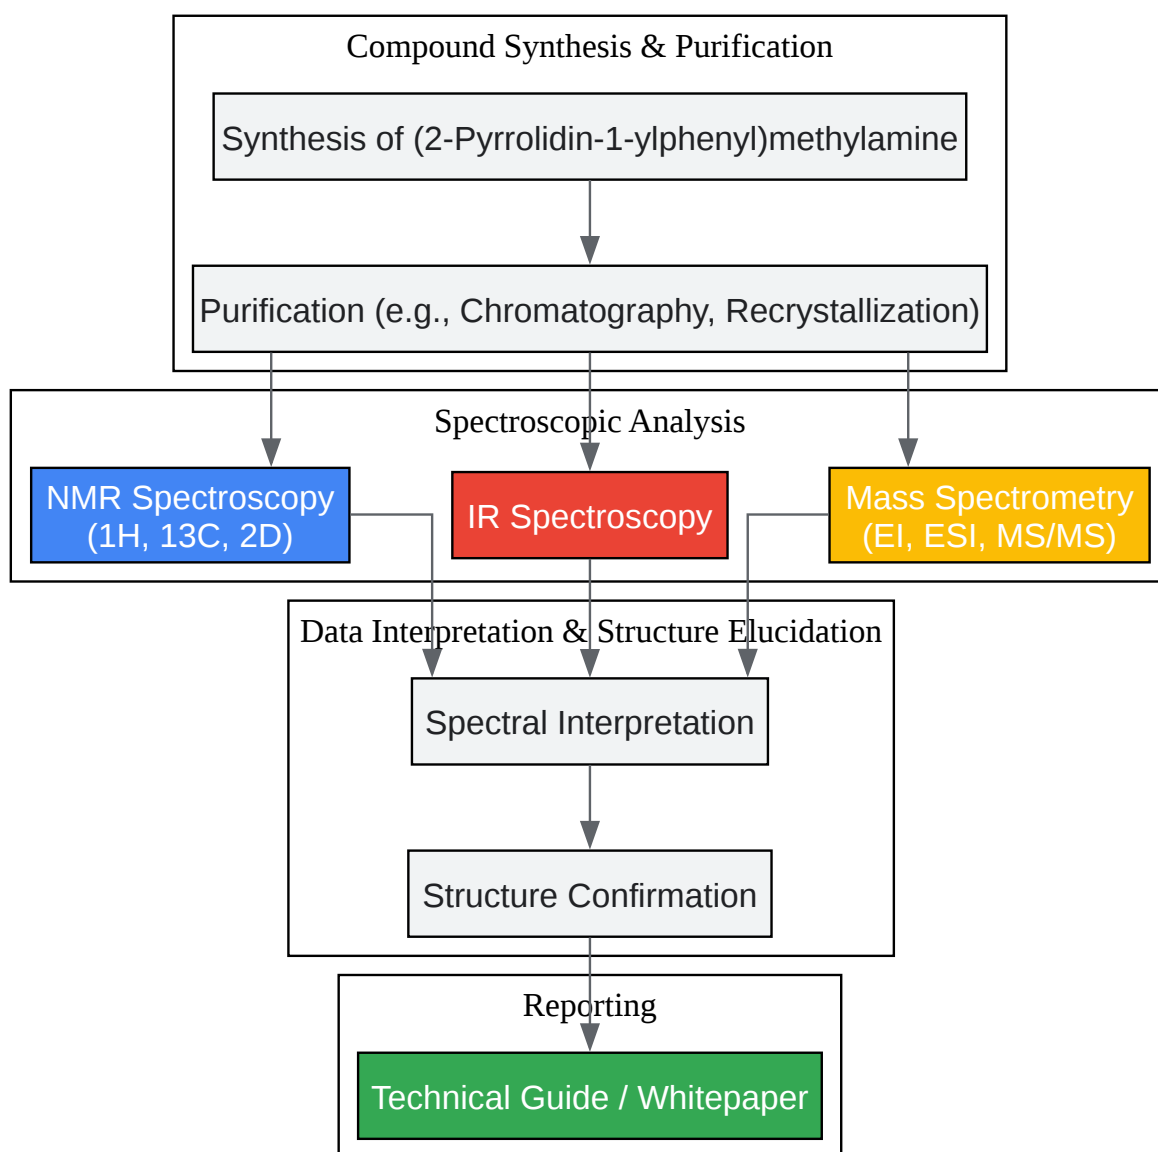 Compound Synthesis & Purification
Synthesis of (2-Pyrrolidin-1-ylphenyl)methylamine
Purification (e.g., Chromatography, Recrystallization)
Spectroscopic Analysis
NMR Spectroscopy
(1H, 13C, 2D)
IR Spectroscopy
Mass Spectrometry
(EI, ESI, MS/MS)
Data Interpretation & Structure Elucidation
Spectral Interpretation
Structure Confirmation
Reporting
Technical Guide / Whitepaper